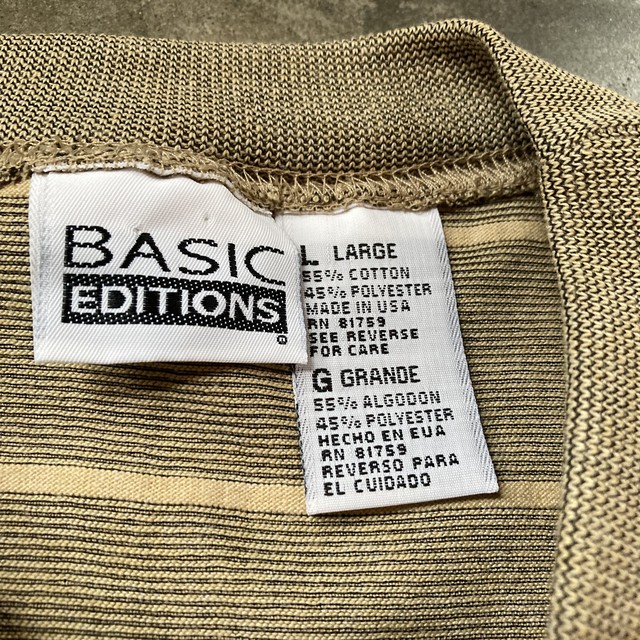 BASIC
EDITIONS
®
L LARGE
55% COTTON
45% POLYESTER
MADE IN USA
RN 81759
SEE REVERSE
FOR CARE
G GRANDE
55% ALGODON
45% POLYESTER
HECHO EN EUA
RN 81759
REVERSO PARA
EL CUIDADO